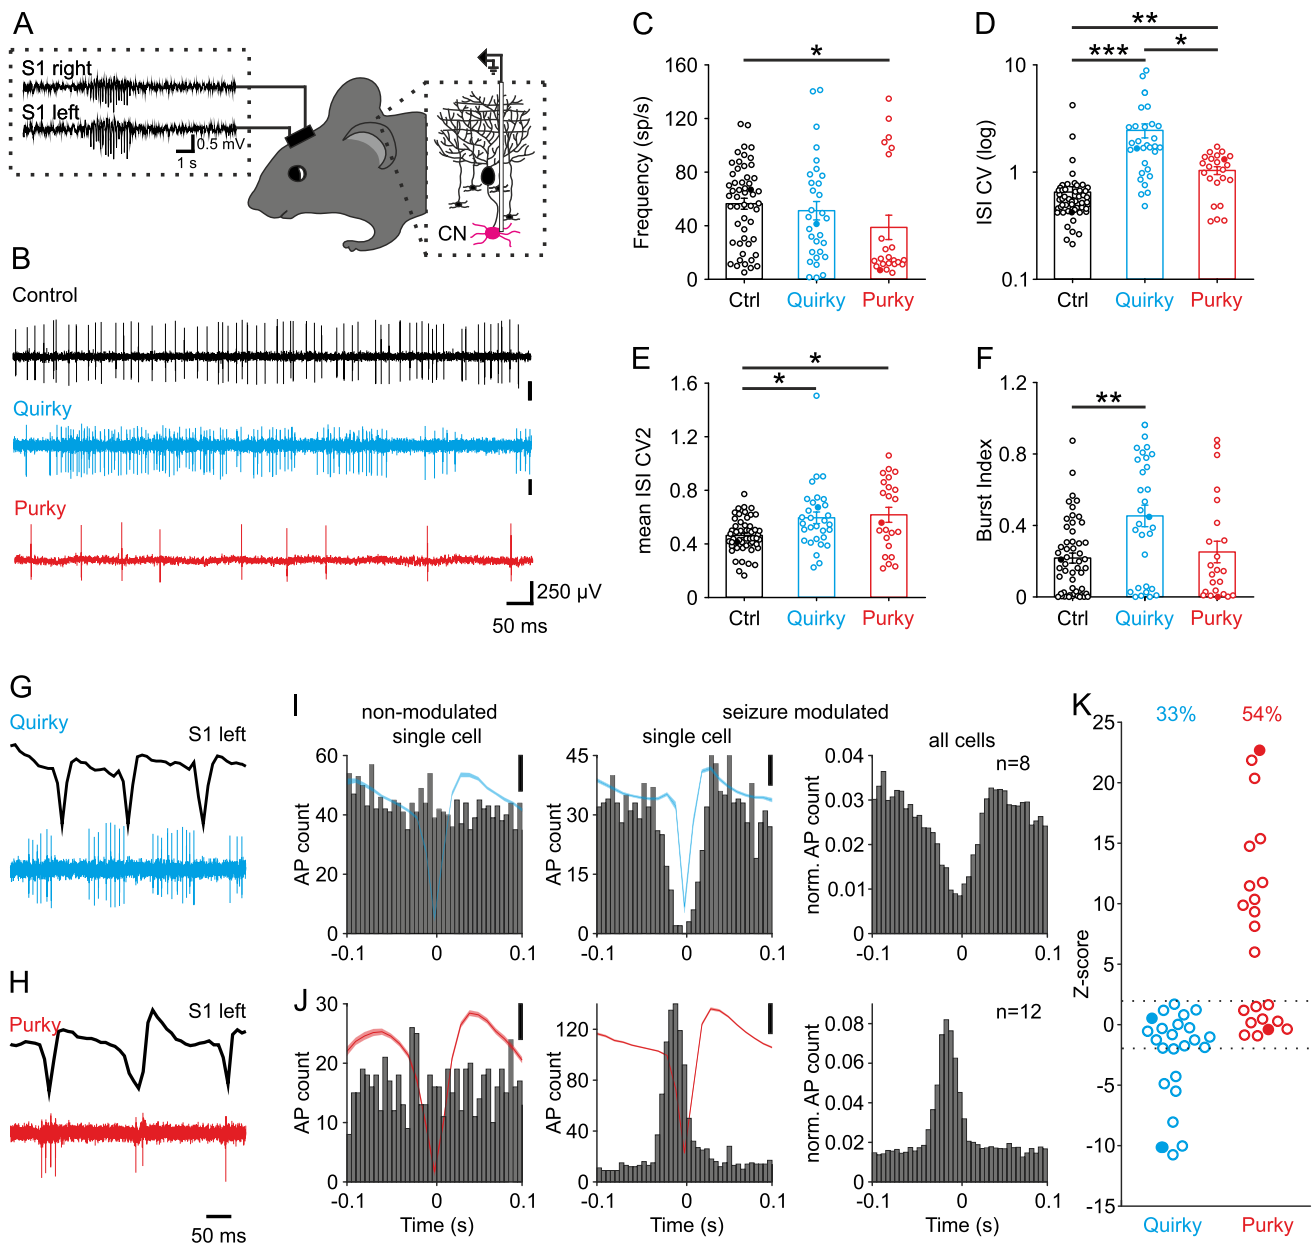 A
S1 right
S1 left
0.5 mV
1 s
CN
B
Control
Quirky
Purky
250 µV
50 ms
C
*
Frequency (sp/s)
160
120
80
40
0
Ctrl Quirky Purky
D
**
*** *
ISI CV (log)
10
1
0.1
Ctrl Quirky Purky
E
*
*
mean ISI CV2
1.6
1.2
0.8
0.4
0
Ctrl Quirky Purky
F
**
Burst Index
1.2
0.8
0.4
0
Ctrl Quirky Purky
G
Quirky
S1 left
H
Purky
S1 left
50 ms
I
non-modulated
single cell
seizure modulated
single cell
all cells
n=8
AP count
60
40
20
0
-0.1 0 0.1
AP count
45
30
15
0
-0.1 0 0.1
norm. AP count
0.04
0.03
0.02
0.01
0
-0.1 0 0.1
J
AP count
30
20
10
0
-0.1 0 0.1
Time (s)
AP count
120
80
40
0
-0.1 0 0.1
Time (s)
n=12
norm. AP count
0.08
0.06
0.04
0.02
0
-0.1 0 0.1
Time (s)
K
33% 54%
Z-score
25
20
15
10
5
0
-5
-10
-15
Quirky Purky